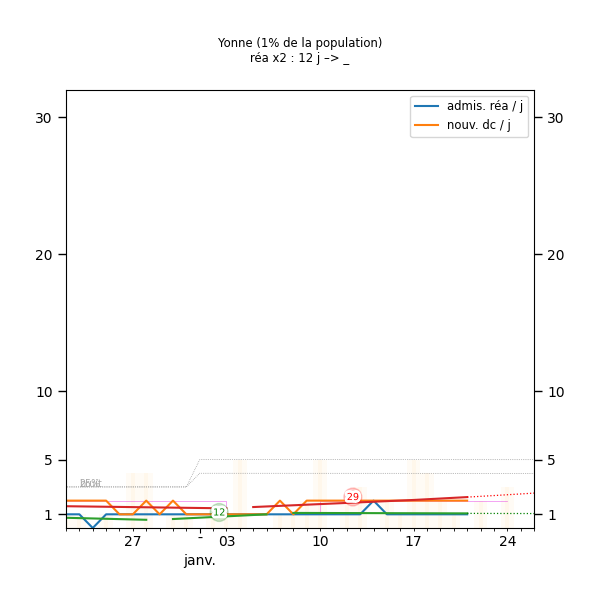 Yonne (1% de la population)
réa x2 : 12 j –> _
admis. réa / j
nouv. dc / j
30 30
20 20
10 10
5 5
29
12
1 1
27 - 03 10 17 24
janv.